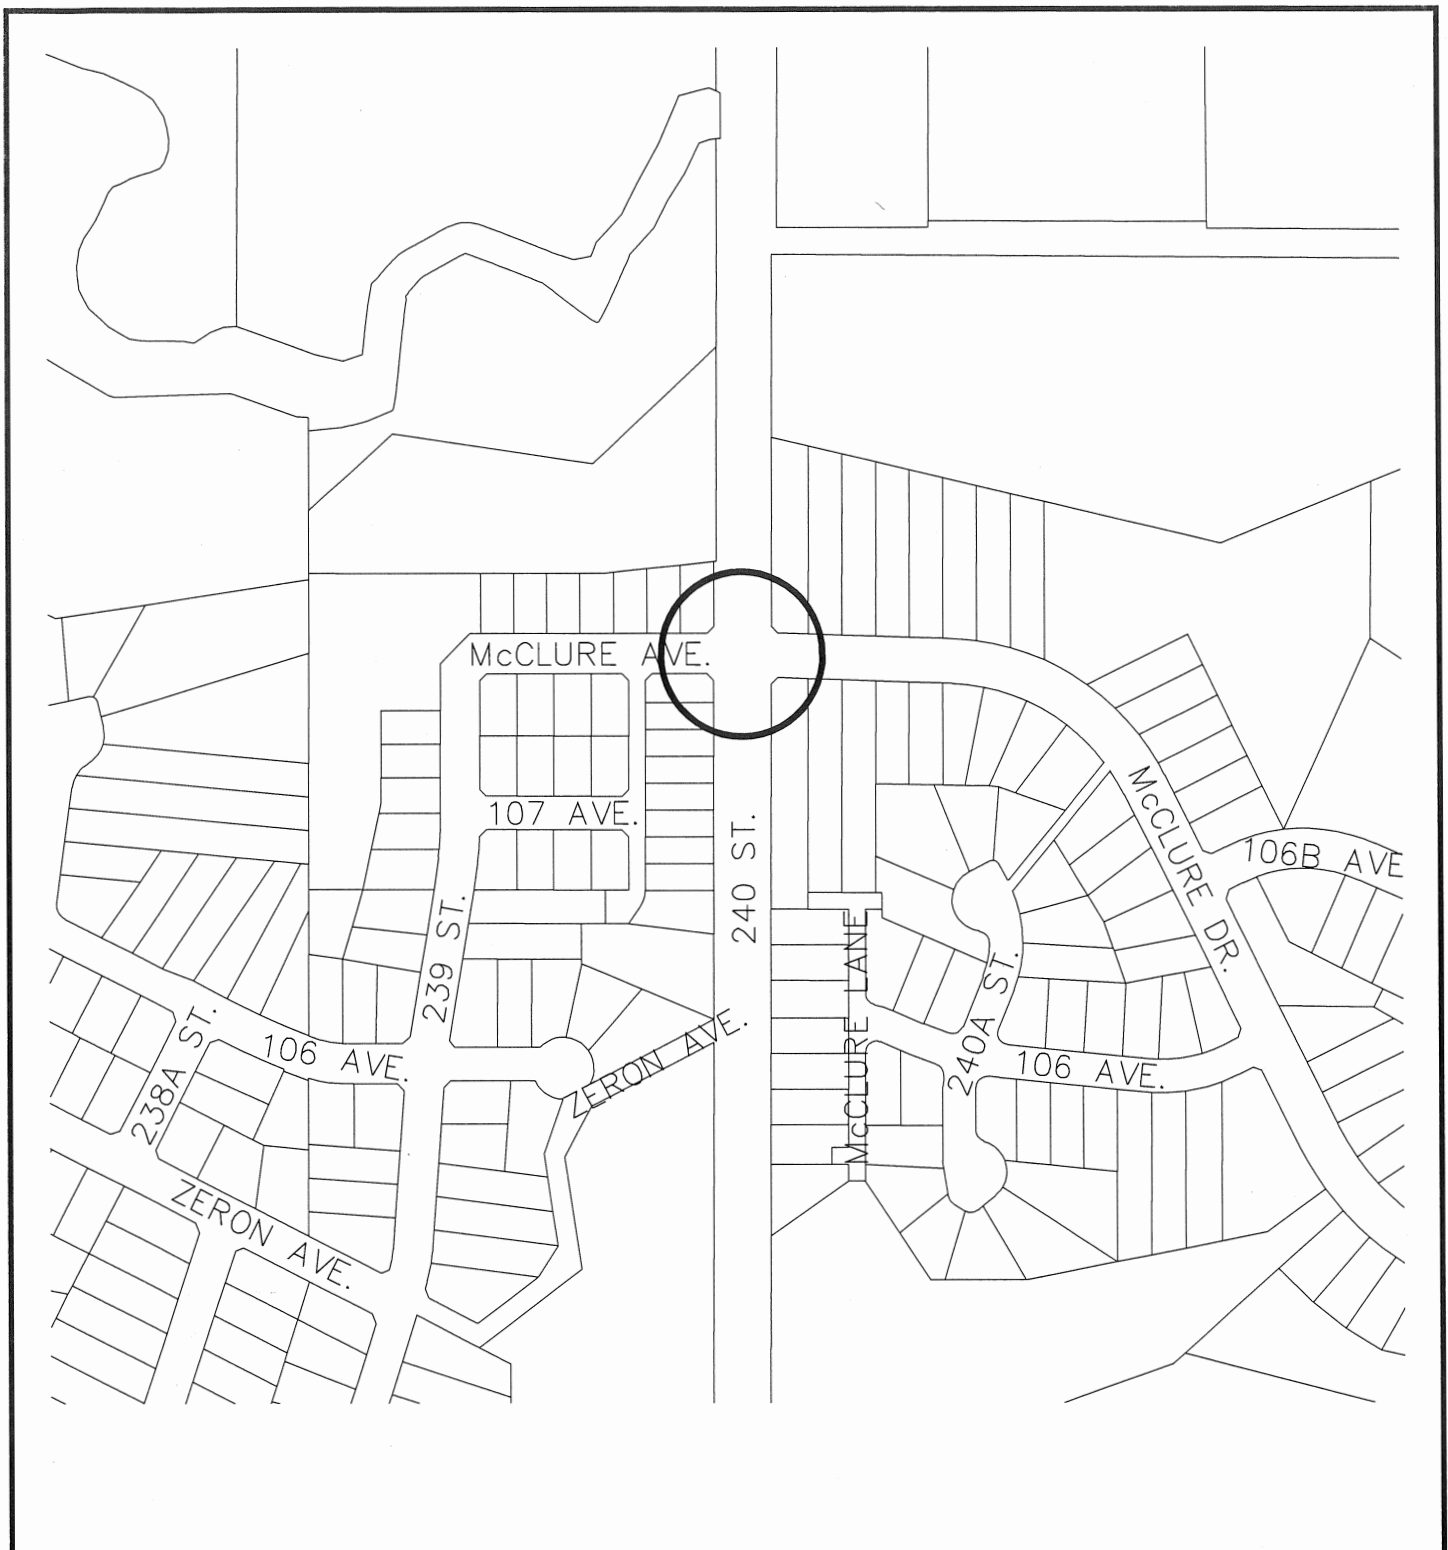 McCLURE AVE.
McCLURE DR.
107 AVE.
240 ST.
106B AVE
239 ST.
McCLURE LANE
240A ST.
238A ST.
106 AVE.
ZERON AVE.
106 AVE.
ZERON AVE.